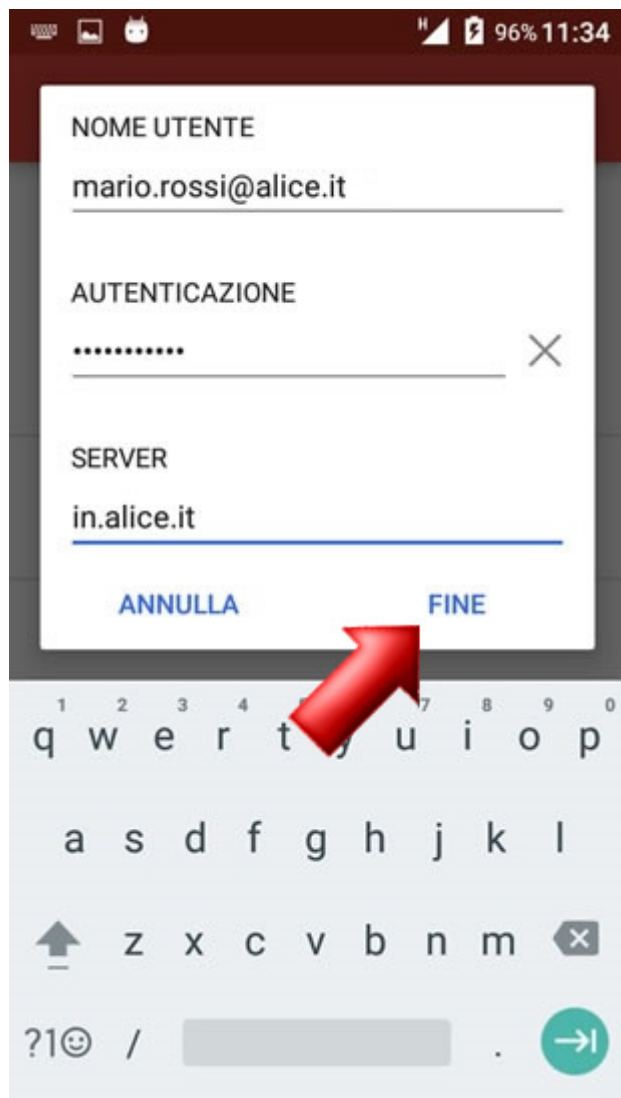 H 96% 11:34
NOME UTENTE
mario.rossi@alice.it
AUTENTICAZIONE
•••••••••••
SERVER
in.alice.it
ANNULLA FINE
1 2 3 4 7 8 9 0
q w e r t y u i o p
a s d f g h j k l
z x c v b n m
?1☺ / .